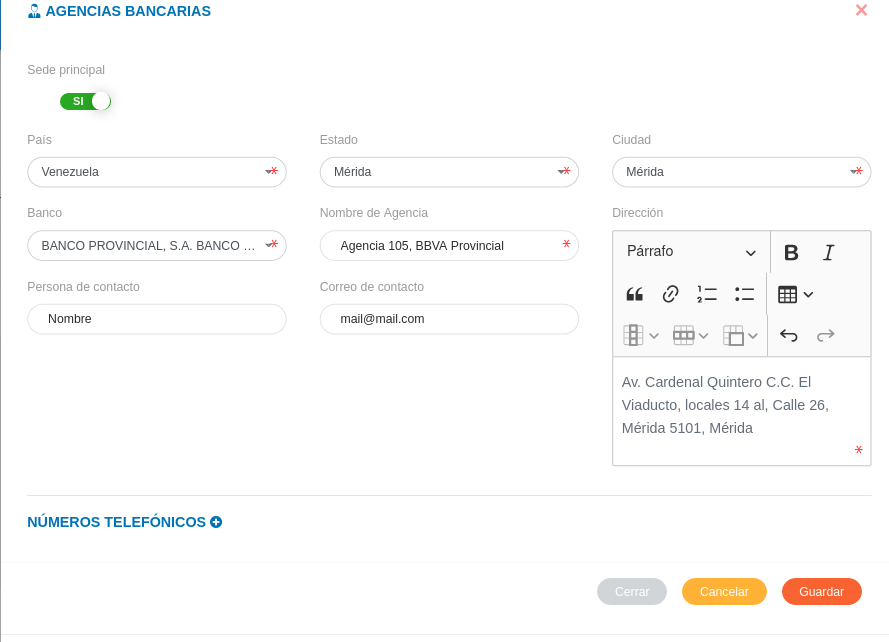 AGENCIAS BANCARIAS
Sede principal
SI
País
Estado
Ciudad
Venezuela
Mérida
Mérida
Banco
Nombre de Agencia
Dirección
BANCO PROVINCIAL, S.A. BANCO ...
Agencia 105, BBVA Provincial
Párrafo
B I
Persona de contacto
Correo de contacto
Nombre
mail@mail.com
Av. Cardenal Quintero C.C. El
Viaducto, locales 14 al, Calle 26,
Mérida 5101, Mérida
NÚMEROS TELEFÓNICOS
Cerrar
Cancelar
Guardar